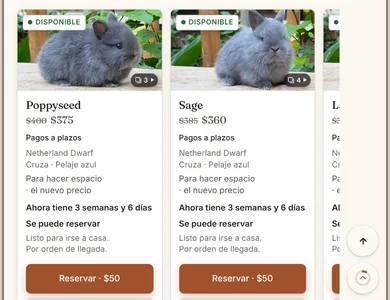 DISPONIBLE
3
Poppyseed
$400 $375
Pagos a plazos
Netherland Dwarf
Cruza · Pelaje azul
Para hacer espacio
· el nuevo precio
Ahora tiene 3 semanas y 6 días
Se puede reservar
Listo para irse a casa.
Por orden de llegada.
Reservar · $50
DISPONIBLE
4
Sage
$385 $360
Pagos a plazos
Netherland Dwarf
Cruza · Pelaje azul
Para hacer espacio
· el nuevo precio
Ahora tiene 3 semanas y 6 días
Se puede reservar
Listo para irse a casa.
Por orden de llegada.
Reservar · $50